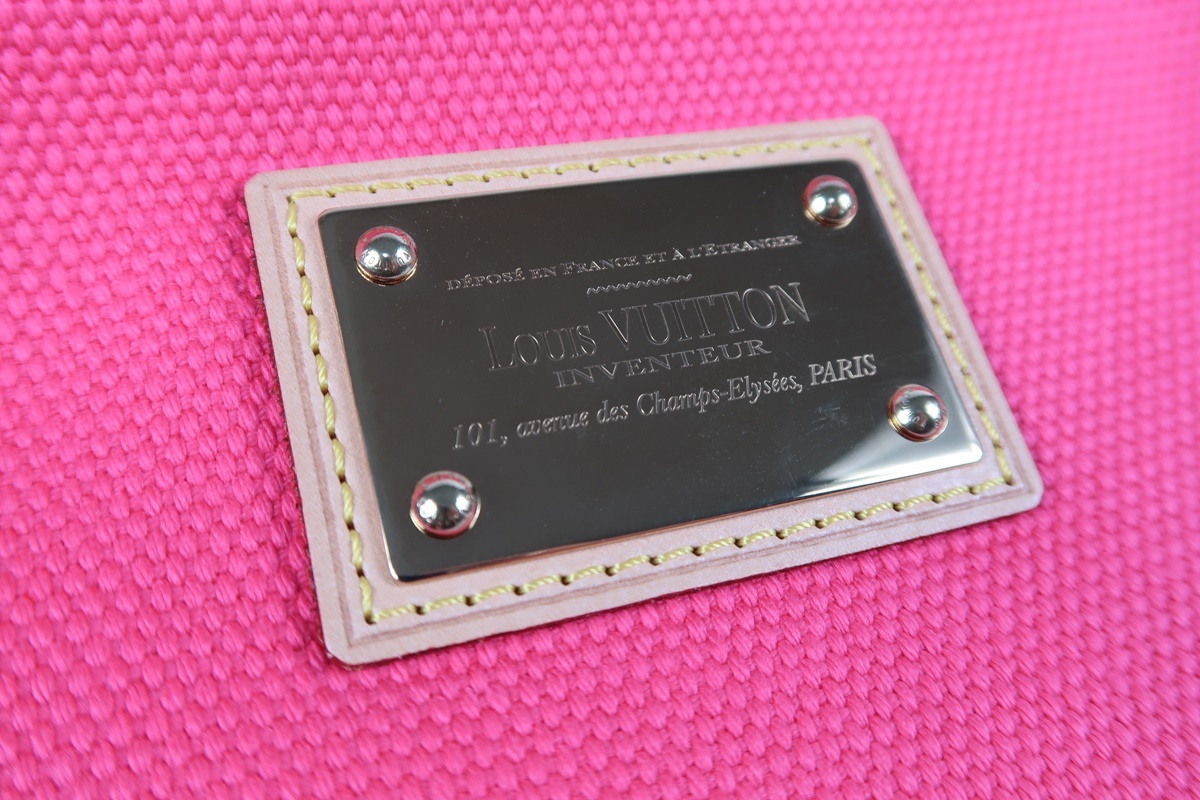 DÉPOSÉ EN FRANCE ET À L'ÉTRANGER
LOUIS VUITTON
INVENTEUR
101, avenue des Champs-Elysées, PARIS